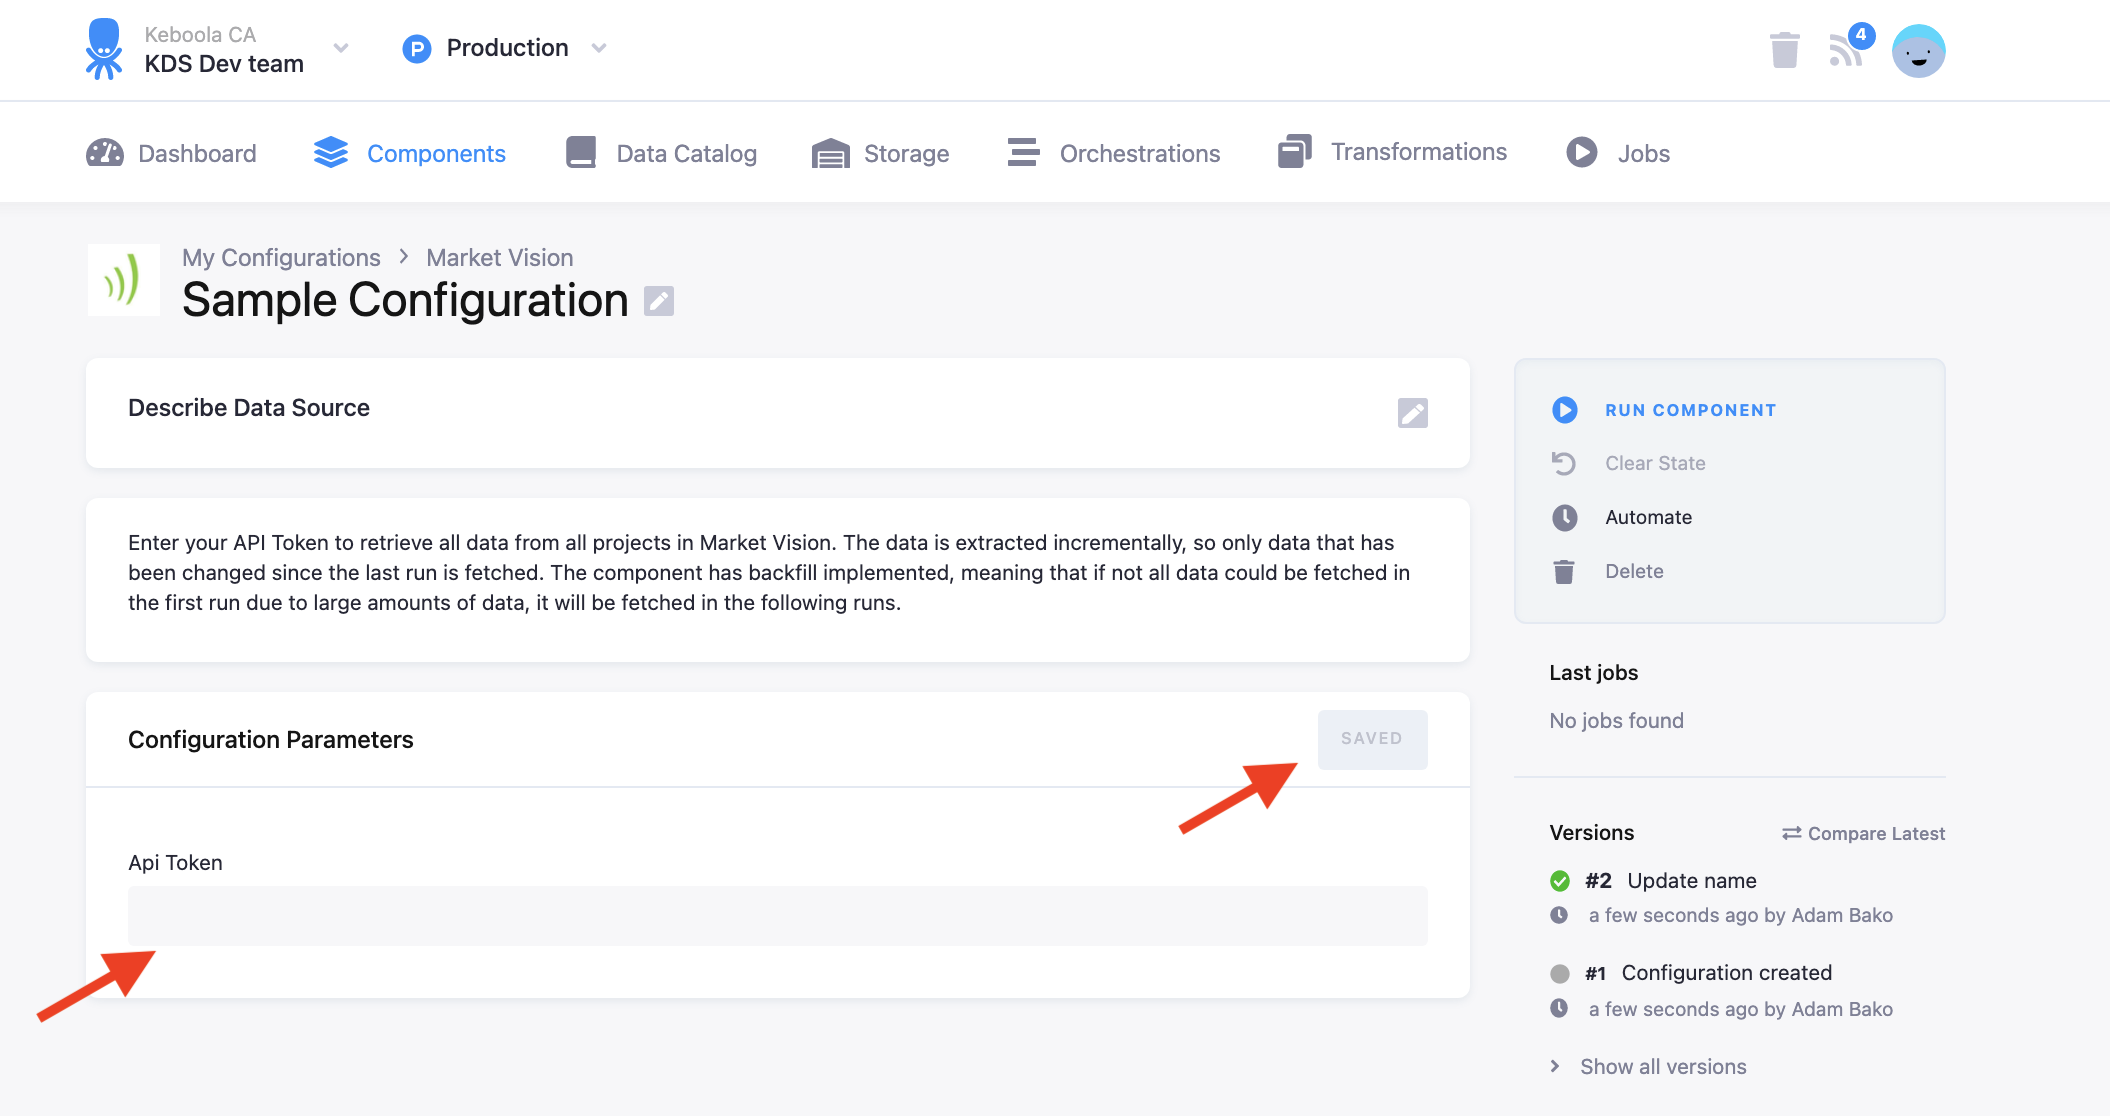 Keboola CA
KDS Dev team
P Production
4
Dashboard Components Data Catalog Storage Orchestrations Transformations Jobs
My Configurations > Market Vision
Sample Configuration
Describe Data Source
Enter your API Token to retrieve all data from all projects in Market Vision. The data is extracted incrementally, so only data that has
been changed since the last run is fetched. The component has backfill implemented, meaning that if not all data could be fetched in
the first run due to large amounts of data, it will be fetched in the following runs.
Configuration Parameters
SAVED
Api Token
RUN COMPONENT
Clear State
Automate
Delete
Last jobs
No jobs found
Versions Compare Latest
#2 Update name
a few seconds ago by Adam Bako
#1 Configuration created
a few seconds ago by Adam Bako
Show all versions